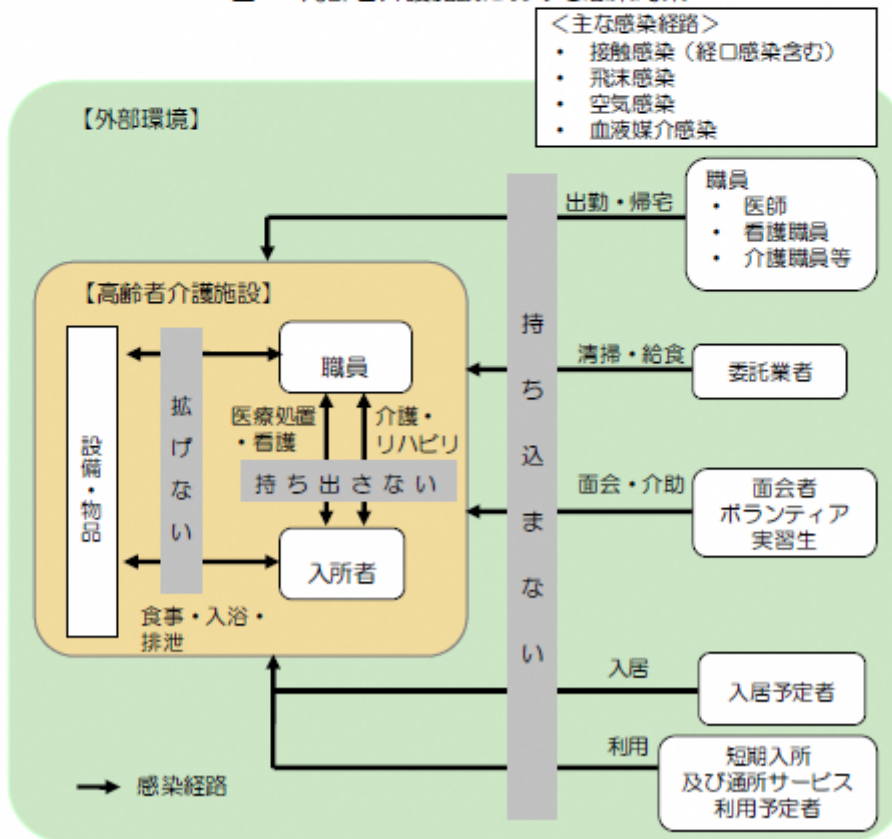 ＜主な感染経路＞
・ 接触感染（経口感染含む）
・ 飛沫感染
・ 空気感染
・ 血液媒介感染
【外部環境】
職員
・ 医師
・ 看護職員
・ 介護職員等
出勤・帰宅
【高齢者介護施設】
設備・物品
拡げない
職員
医療処置
・看護
介護・
リハビリ
持ち出さない
入所者
食事・入浴・
排泄
持ち込まない
清掃・給食
委託業者
面会・介助
面会者
ボランティア
実習生
入居
入居予定者
利用
短期入所
及び通所サービス
利用予定者
感染経路